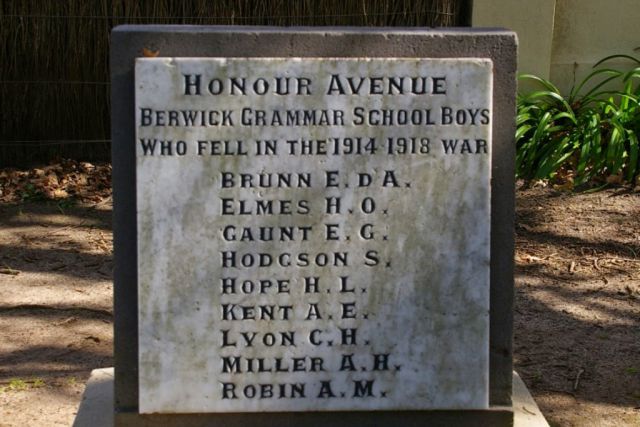 HONOUR AVENUE
BERWICK GRAMMAR SCHOOL BOYS
WHO FELL IN THE 1914-1918 WAR
BRUNN E. D'A.
ELMES H. O.
GAUNT E. G.
HODGSON S.
HOPE H. L.
KENT A. E.
LYON C. H.
MILLER A. H.
ROBIN A. M.